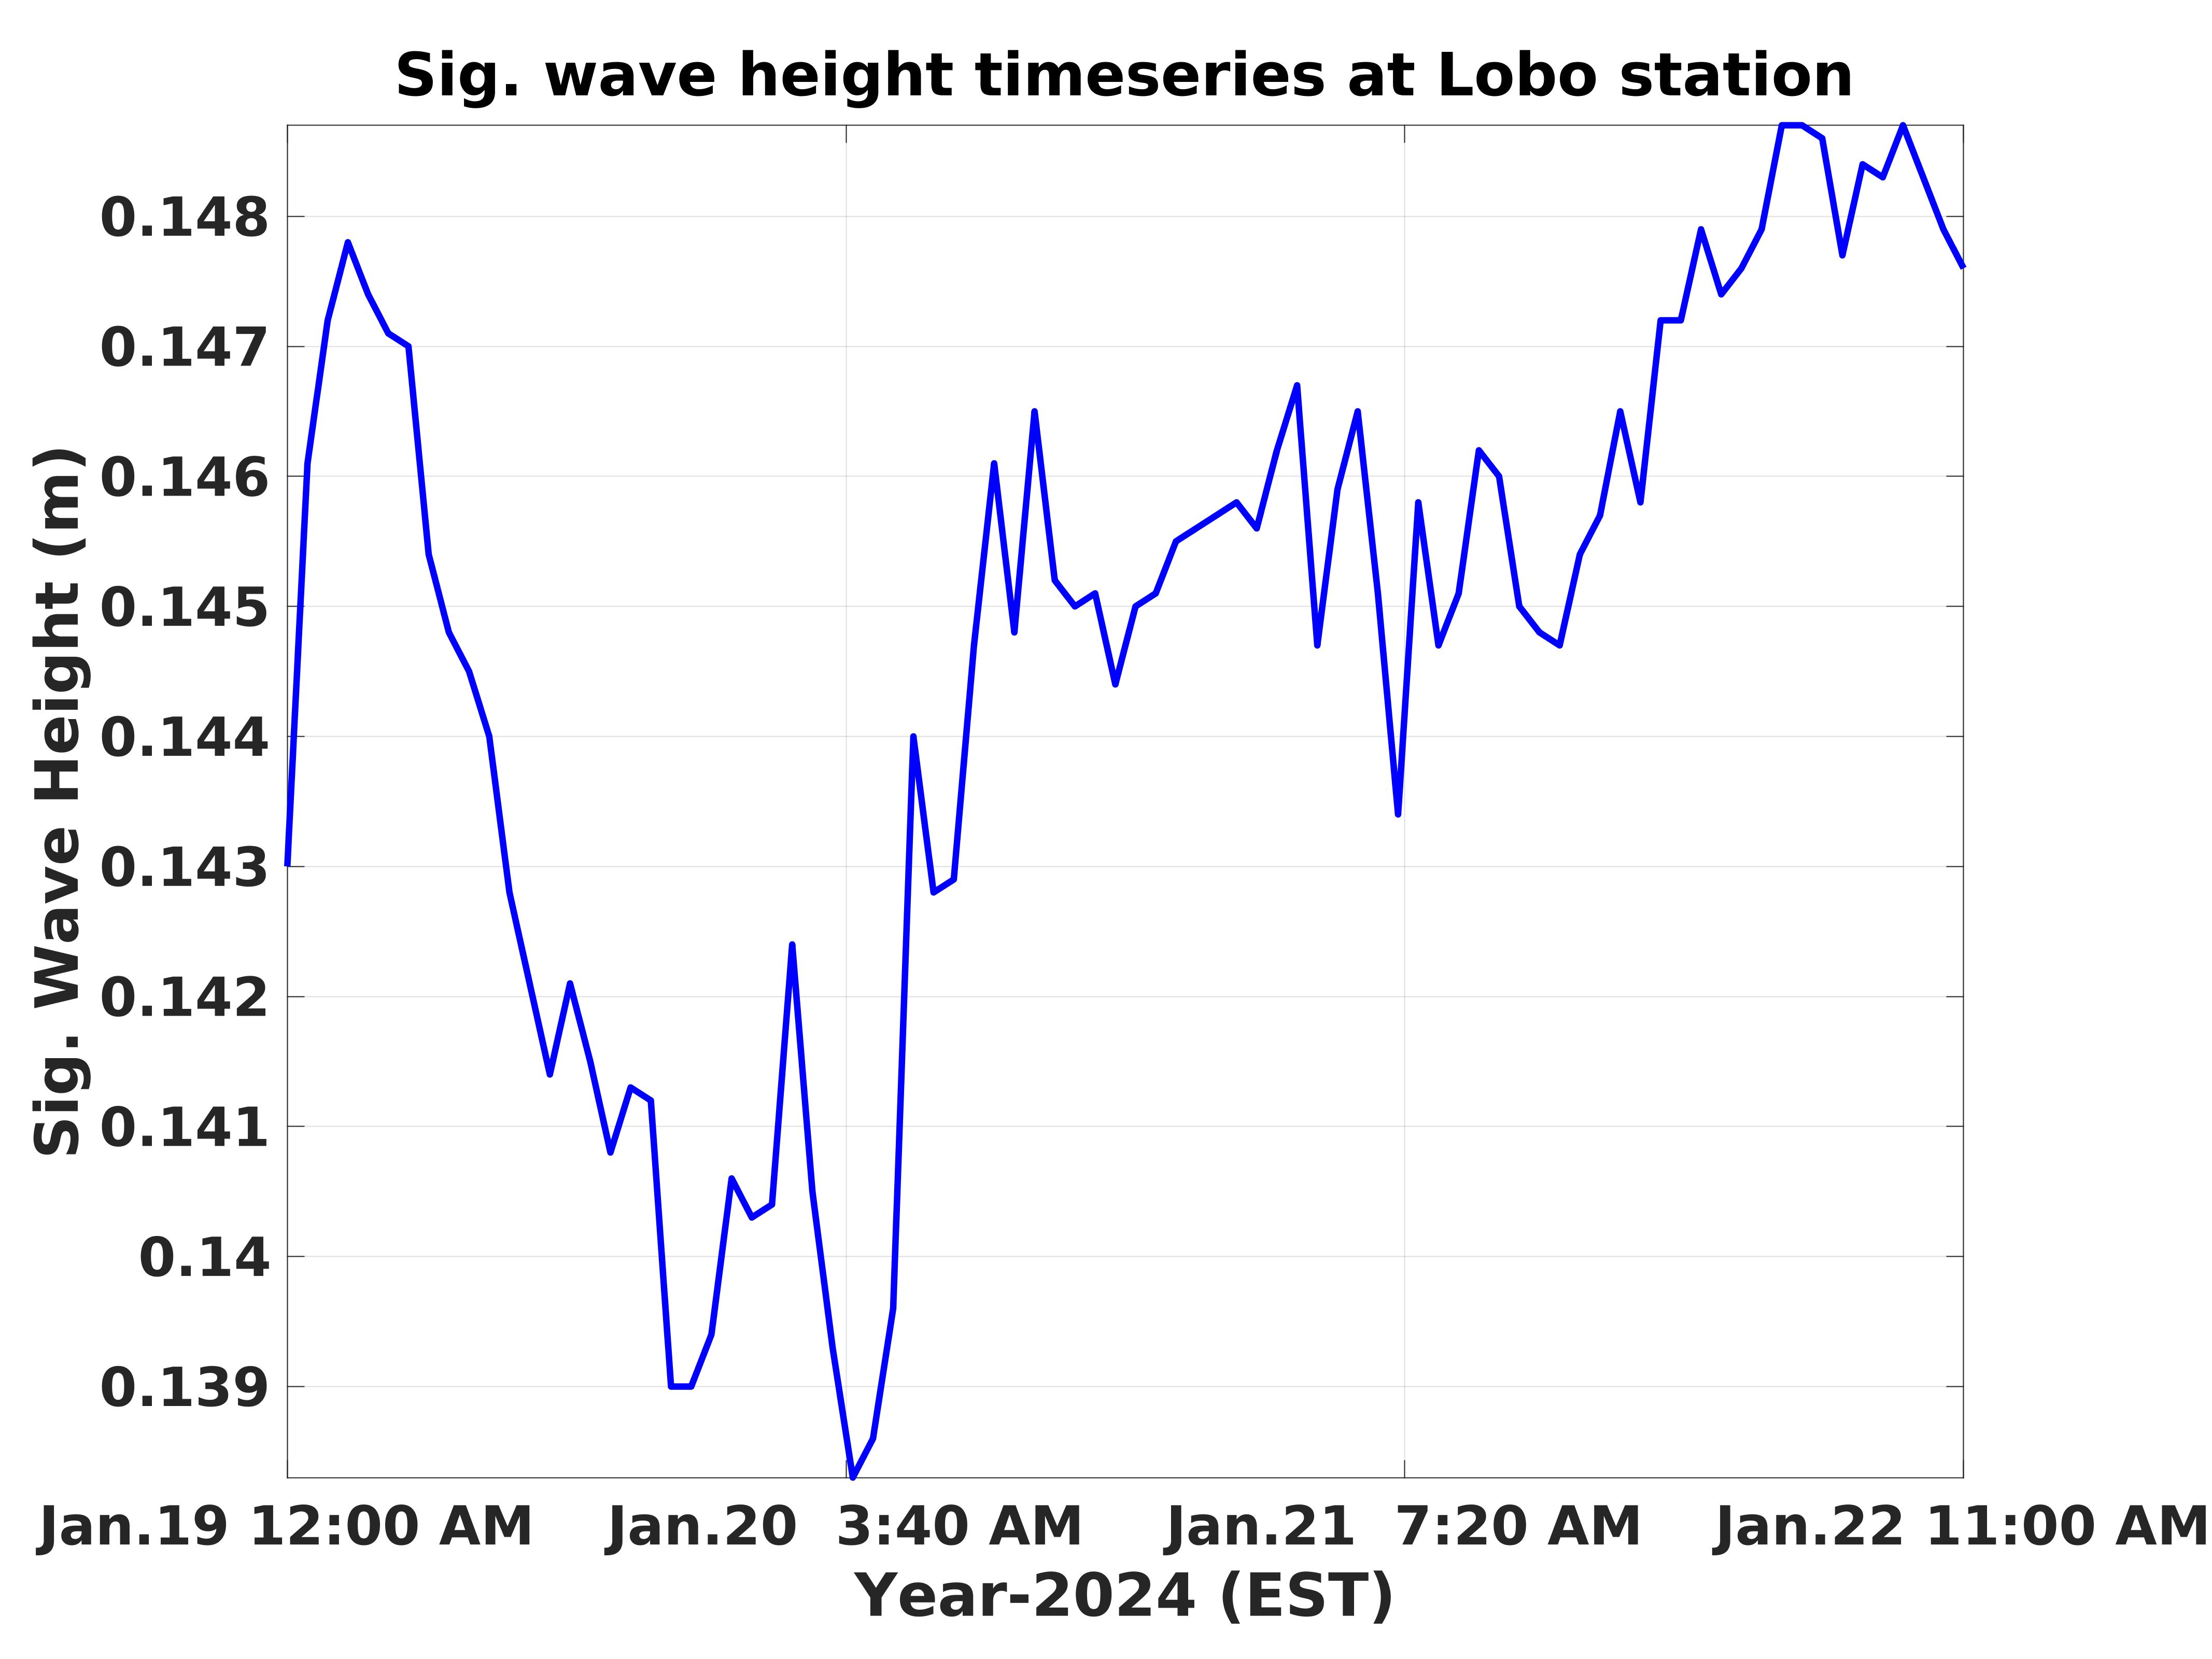 Sig. wave height timeseries at Lobo station
Sig. Wave Height (m)
0.148
0.147
0.146
0.145
0.144
0.143
0.142
0.141
0.14
0.139
Jan.19 12:00 AM Jan.20 3:40 AM Jan.21 7:20 AM Jan.22 11:00 AM
Year-2024 (EST)